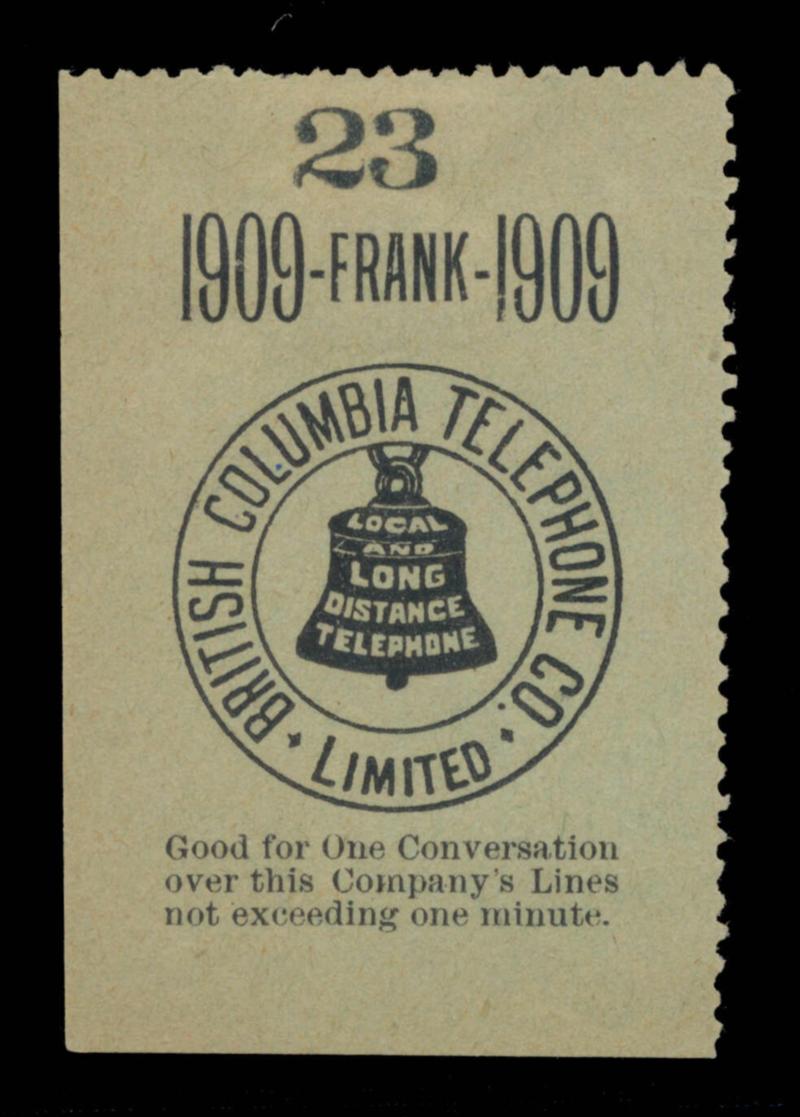 23
1909-FRANK-1909
BRITISH COLUMBIA TELEPHONE CO.
LIMITED
LOCAL
AND
LONG
DISTANCE
TELEPHONE
Good for One Conversation
over this Company's Lines
not exceeding one minute.